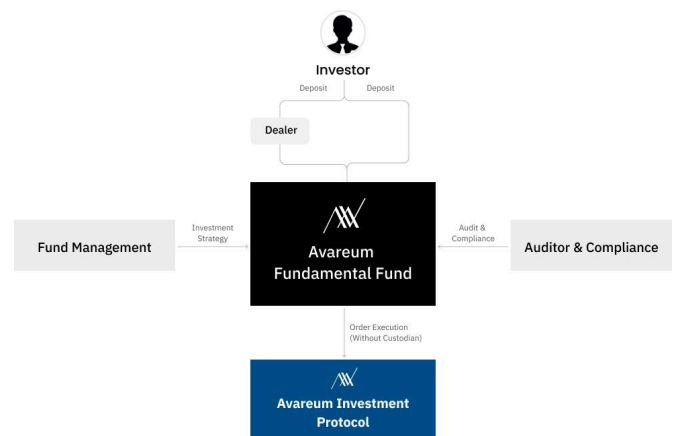 Investor
Deposit
Deposit
Dealer
Avareum
Fundamental Fund
Fund Management
Investment
Strategy
Audit &
Compliance
Auditor & Compliance
Order Execution
(Without Custodian)
Avareum Investment
Protocol